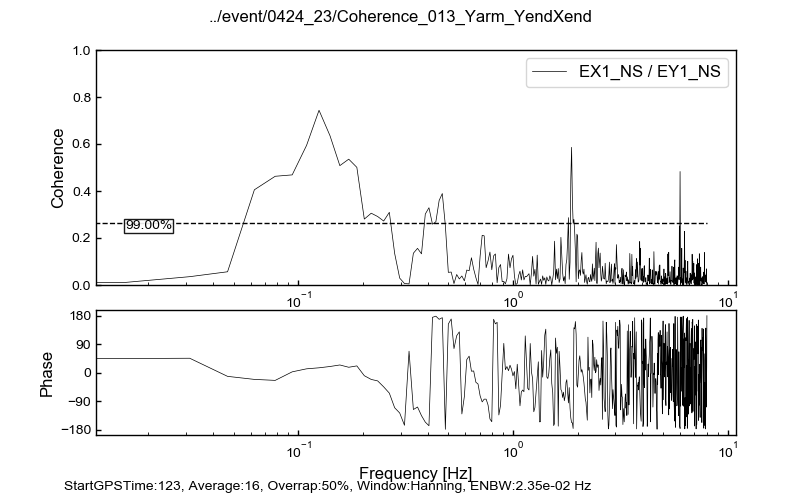 ../event/0424_23/Coherence_013_Yarm_YendXend
1.0
EX1_NS / EY1_NS
0.8
0.6
Coherence
0.4
99.00%
0.2
0.0
10⁻¹ 10⁰ 10¹
180
90
0
Phase
−90
−180
10⁻¹ 10⁰ 10¹
Frequency [Hz]
StartGPSTime:123, Average:16, Overrap:50%, Window:Hanning, ENBW:2.35e-02 Hz